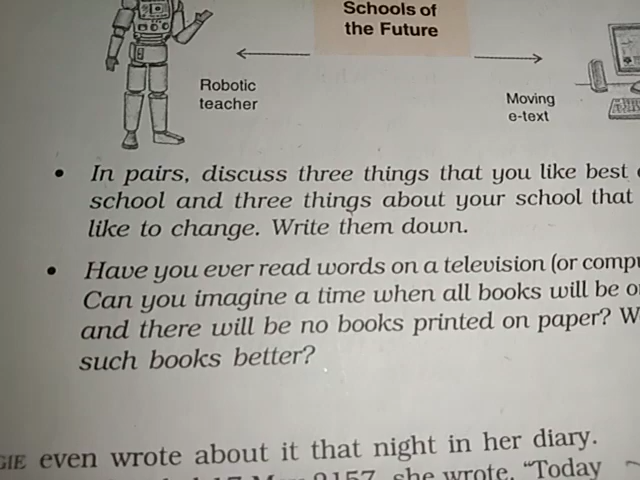 Schools of
the Future
Robotic
teacher
Moving
e-text
• In pairs, discuss three things that you like best
school and three things about your school that
like to change. Write them down.
• Have you ever read words on a television (or
Can you imagine a time when all books will be
and there will be no books printed on paper?
such books better?
even wrote about it that night in her diary.
17 May 2157, she wrote, “Today